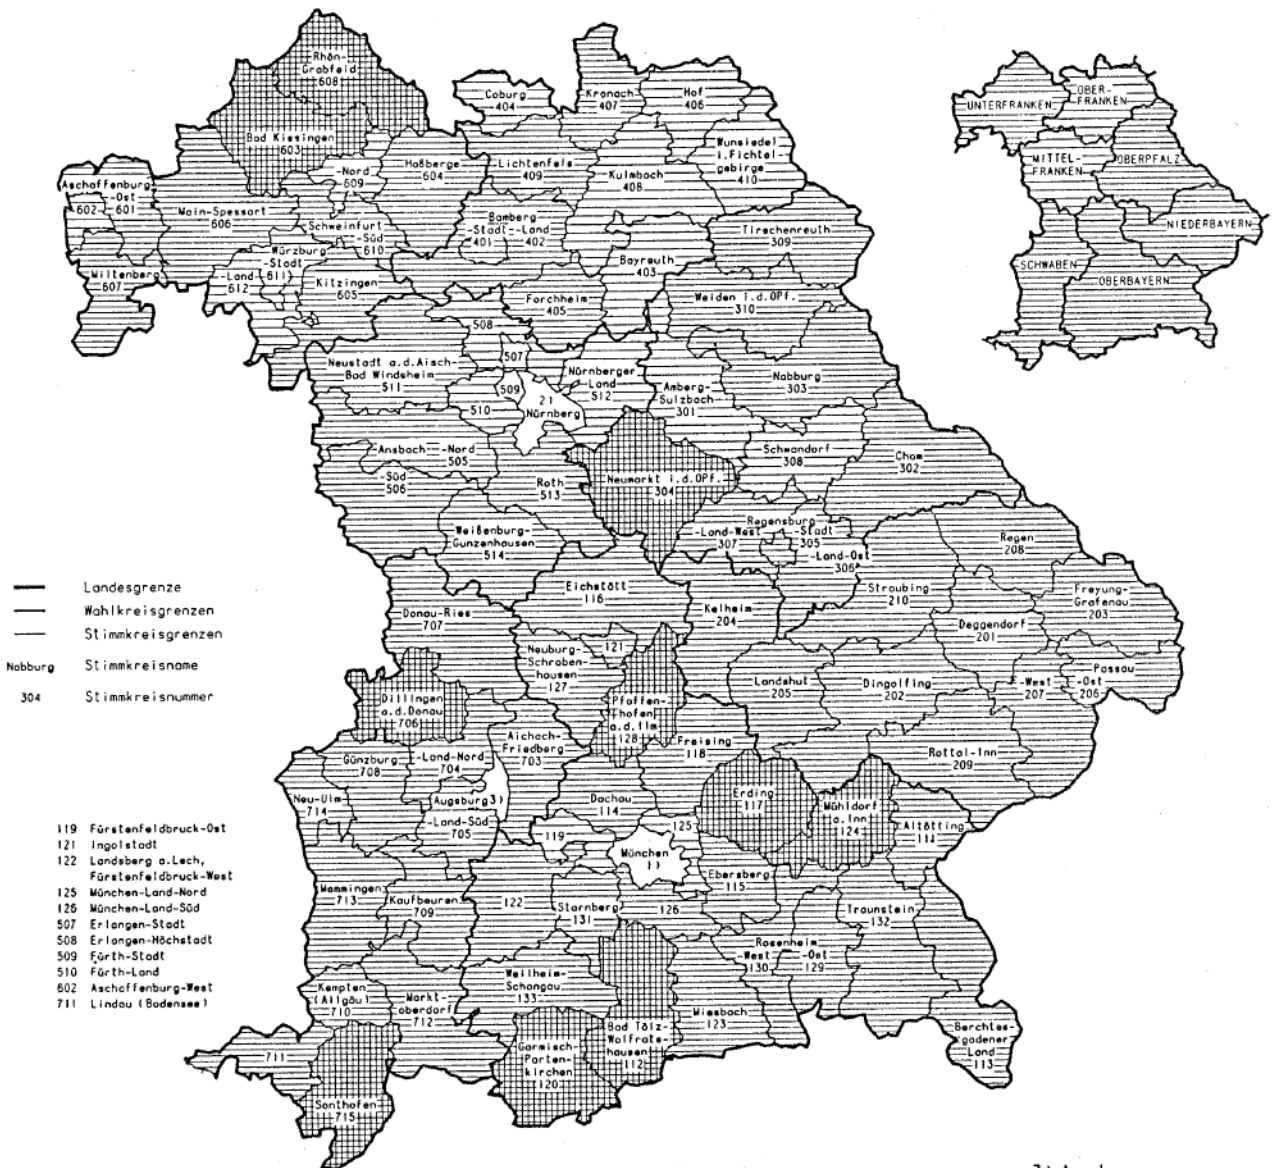 Rhön-
Grabfeld
608
Bad Kissingen
603
Coburg
404
Kronach
407
Hof
406
Wunsiedel
i.Fichtel-
gebirge
410
Haßberge
604
-Nord
609
Lichtenfels
409
Kulmbach
408
Aschaffenburg
-Ost
602
601
Main-Spessart
606
Schweinfurt
-Süd
610
Bamberg
-Stadt
-Land
401
402
Tirschenreuth
309
Würzburg
-Stadt
611)
-Land
612
Bayreuth
403
Miltenberg
607
Kitzingen
605
Forchheim
405
Weiden i.d.OPf.
310
508
507
Neustadt a.d.Aisch-
Bad Windsheim
511
509
510
21
Nürnberg
Nürnberger
Land
512
Amberg-
Sulzbach
301
Nabburg
303
Ansbach
-Nord
505
-Süd
506
Roth
513
Neumarkt i.d.OPf.
304
Schwandorf
308
Cham
302
Weißenburg-
Gunzenhausen
514
Regensburg
-Land-West
307
-Stadt
305
-Land-Ost
306
Regen
208
Straubing
210
Freyung-
Grafenau
203
Deggendorf
201
Eichstätt
116
Kelheim
204
Donau-Ries
707
Neuburg-
Schroben-
hausen
127
121
Landshut
205
Dingolfing
202
-West
207
Passau
-Ost
206
Dillingen
a.d.Donau
706
Pfaffen-
hofen
a.d.Ilm
128
Freising
118
Rottal-Inn
209
Günzburg
708
-Land-Nord
704
Aichach-
Friedberg
703
Neu-Ulm
714
Augsburg3)
-Land-Süd
705
Dachau
114
Erding
117
Mühldorf
a.Inn
124
Altötting
111
119
125
München
1)
Ebersberg
115
Memmingen
713
Kaufbeuren
709
122
Starnberg
131
126
Traunstein
132
Rosenheim
-West
130
-Ost
129
Weilheim-
Schongau
133
Kempten
(Allgäu)
710
Markt-
oberdorf
712
Miesbach
123
Bad Tölz-
Wolfrats-
hausen
112
Garmisch-
Parten-
kirchen
120
Berchtes-
gadener
Land
113
711
Sonthofen
715
UNTERFRANKEN
OBER-
FRANKEN
MITTEL-
FRANKEN
OBERPFALZ
NIEDERBAYERN
SCHWABEN
OBERBAYERN
Landesgrenze
Wahlkreisgrenzen
Stimmkreisgrenzen
Nabburg Stimmkreisname
304 Stimmkreisnummer
119 Fürstenfeldbruck-Ost
121 Ingolstadt
122 Landsberg a.Lech,
Fürstenfeldbruck-West
125 München-Land-Nord
126 München-Land-Süd
507 Erlangen-Stadt
508 Erlangen-Höchstadt
509 Fürth-Stadt
510 Fürth-Land
602 Aschaffenburg-West
711 Lindau (Bodensee)